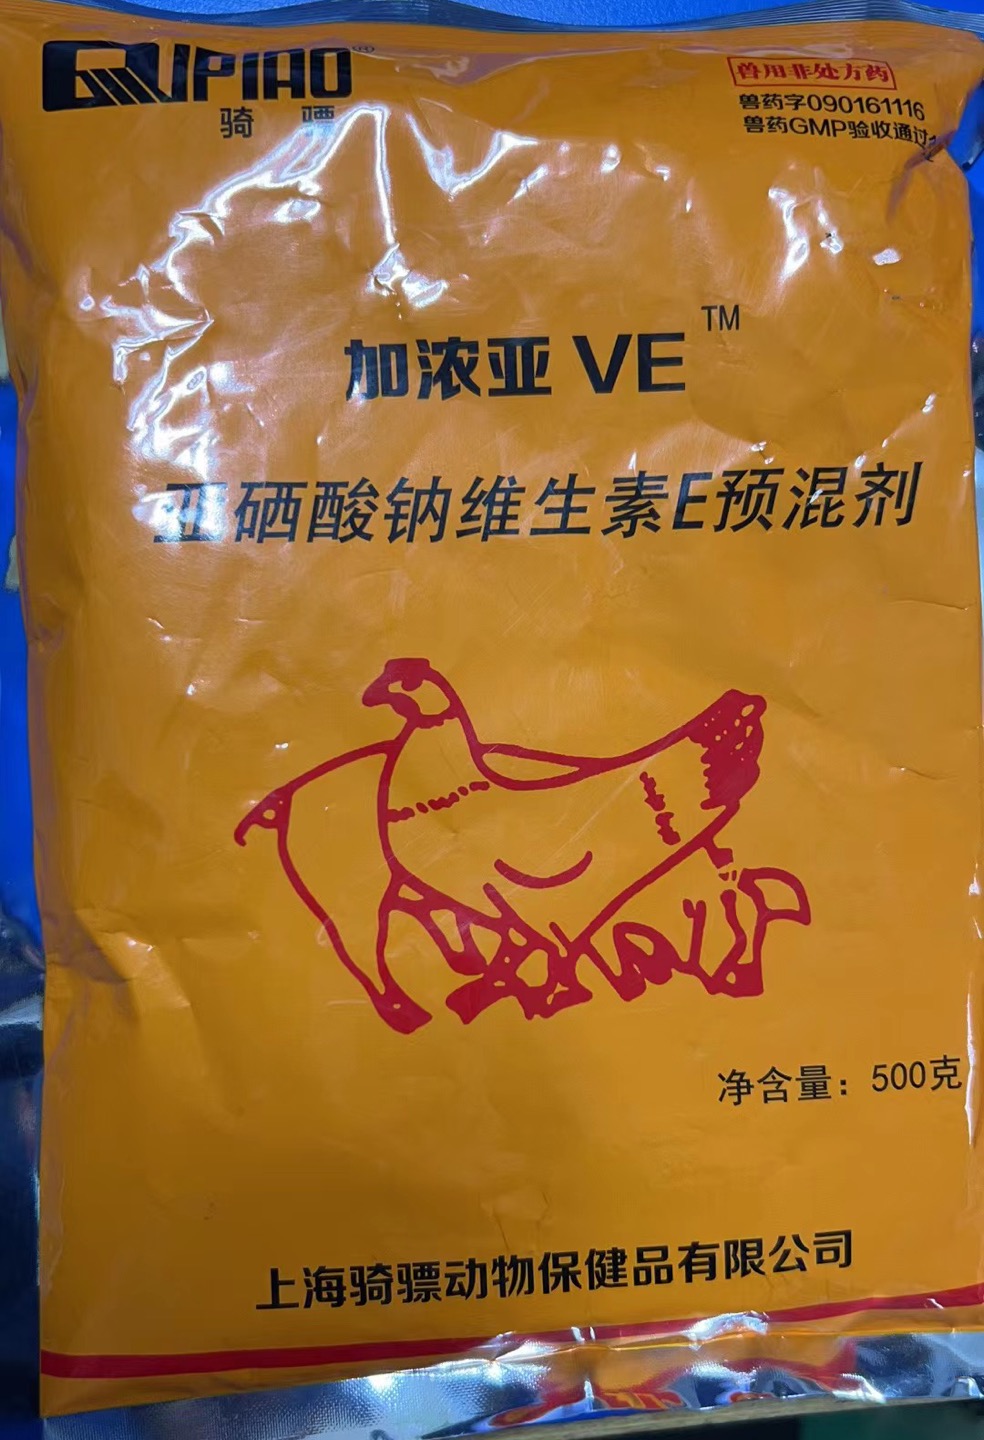 QIPIAO®
骑骠
兽用非处方药
兽药字090161116
兽药GMP验收通过
加浓亚 VE™
亚硒酸钠维生素E预混剂
净含量：500克
上海骑骠动物保健品有限公司